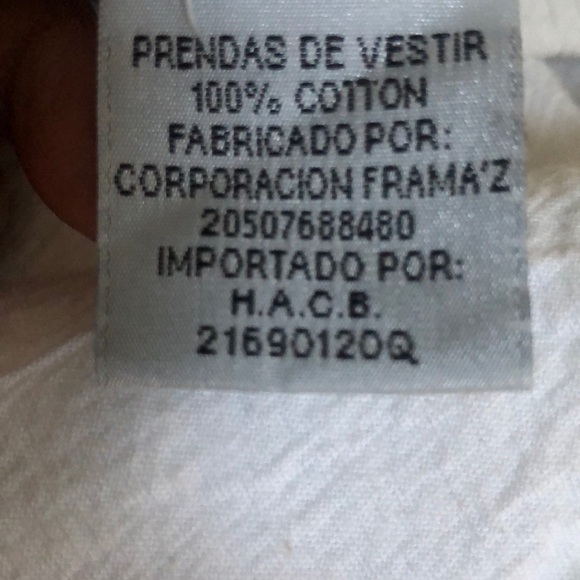 PRENDAS DE VESTIR
100% COTTON
FABRICADO POR:
CORPORACION FRAMA'Z
20507688480
IMPORTADO POR:
H.A.C.B.
21690120Q